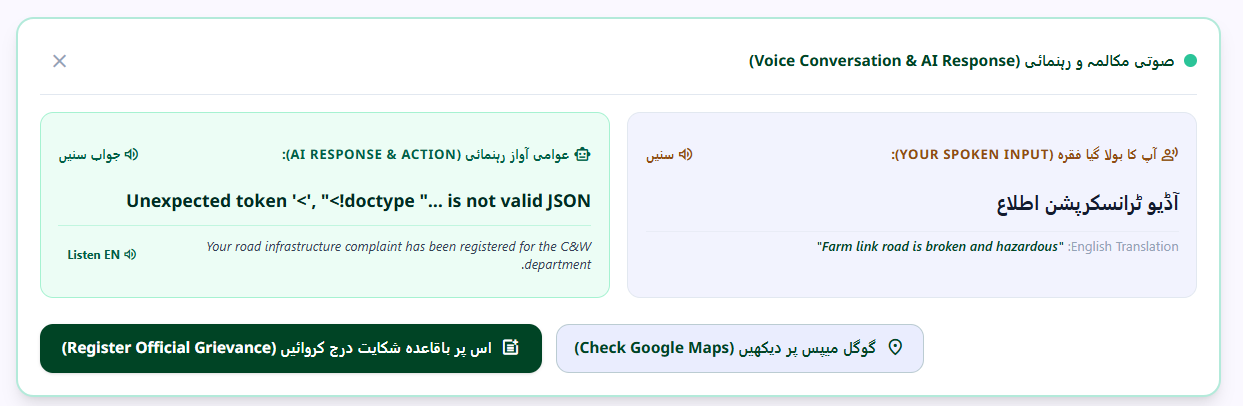 صوتی مکالمہ و رہنمائی (Voice Conversation & AI Response)
آپ کا بولا گیا فقرہ (YOUR SPOKEN INPUT):
سنیں
آڈیو ٹرانسکرپشن اطلاع
English Translation: "Farm link road is broken and hazardous"
عوامی آواز رہنمائی (AI RESPONSE & ACTION):
جواب سنیں
Unexpected token '<', "<!doctype "... is not valid JSON
Your road infrastructure complaint has been registered for the C&W
department.
Listen EN
گوگل میپس پر دیکھیں (Check Google Maps)
اس پر باقاعدہ شکایت درج کروائیں (Register Official Grievance)